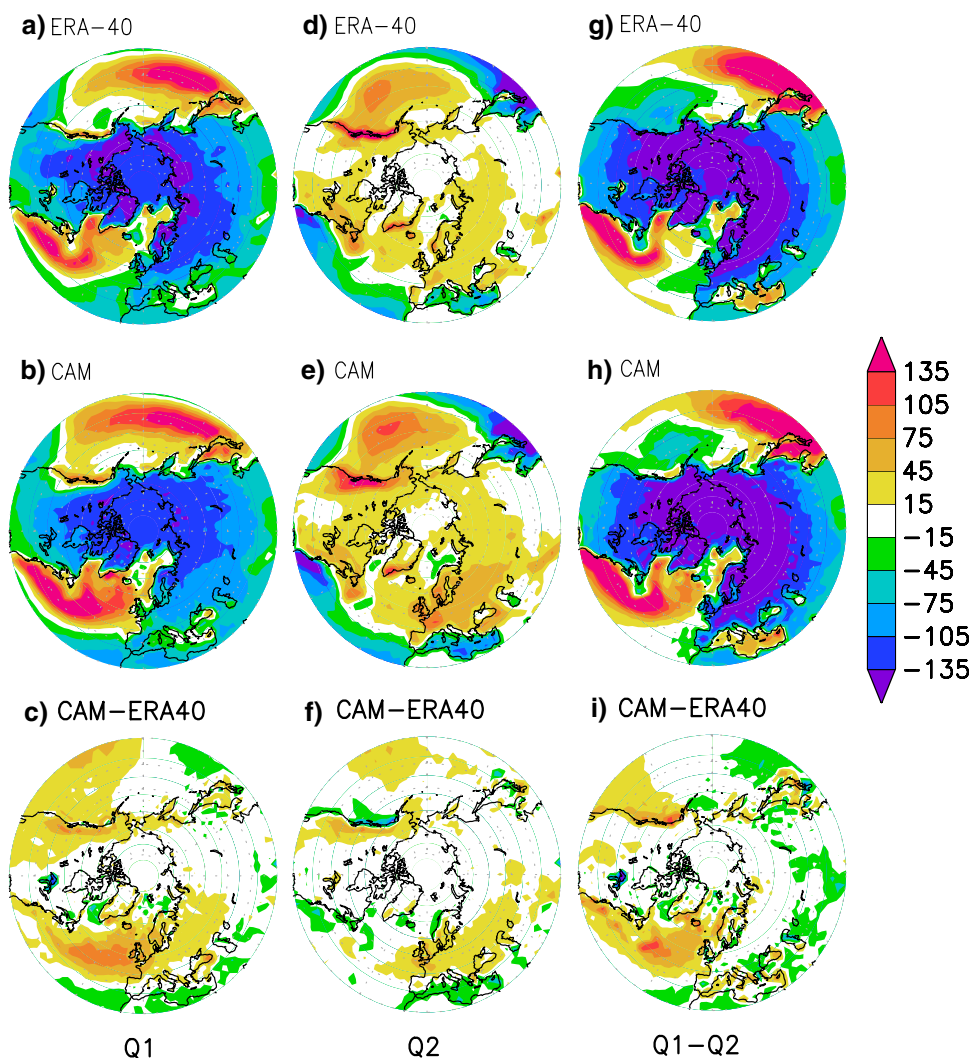 a) ERA-40
d) ERA-40
g) ERA-40
b) CAM
e) CAM
h) CAM
135
105
75
45
15
-15
-45
-75
-105
-135
c) CAM-ERA40
f) CAM-ERA40
i) CAM-ERA40
Q1
Q2
Q1-Q2